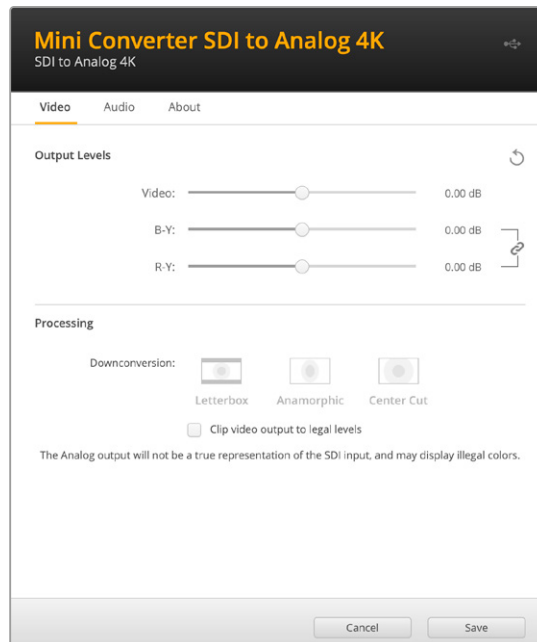 Mini Converter SDI to Analog 4K
SDI to Analog 4K
Video Audio About
Output Levels
Video: 0.00 dB
B-Y: 0.00 dB
R-Y: 0.00 dB
Processing
Downconversion:
Letterbox Anamorphic Center Cut
Clip video output to legal levels
The Analog output will not be a true representation of the SDI input, and may display illegal colors.
Cancel Save